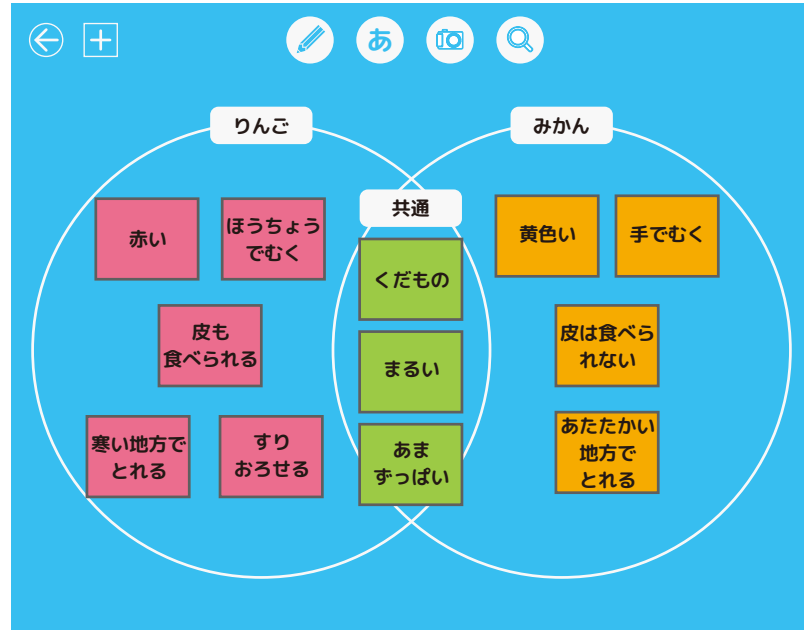 あ
りんご
みかん
共通
赤い
ほうちょう
でむく
皮も
食べられる
寒い地方で
とれる
すり
おろせる
くだもの
まるい
あま
ずっぱい
黄色い
手でむく
皮は食べら
れない
あたたかい
地方で
とれる